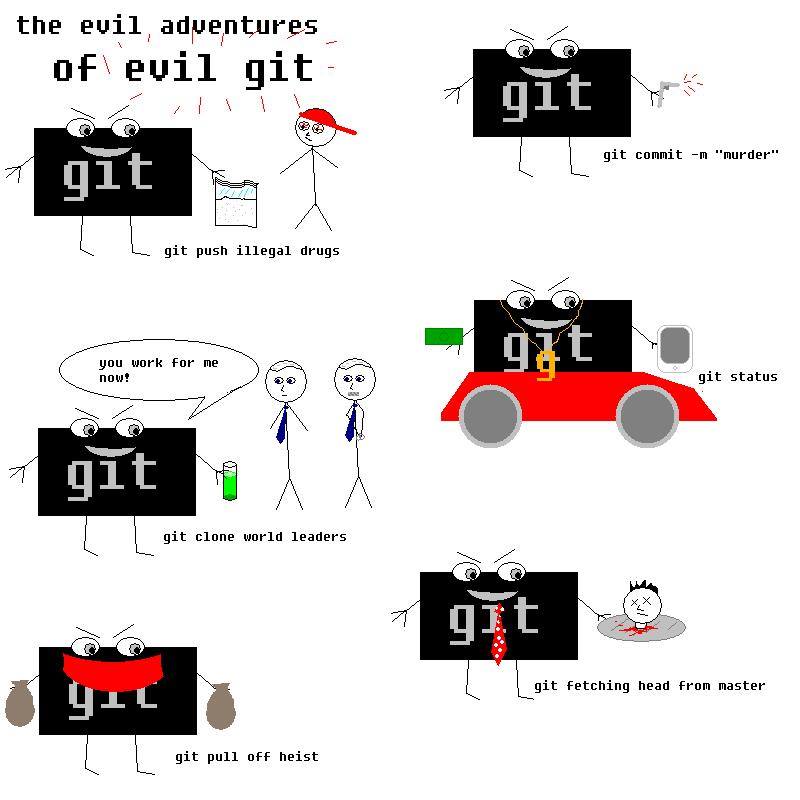 the evil adventures
of evil git
git
git push illegal drugs
git
git commit -m "murder"
you work for me
now!
git
git clone world leaders
git
g
git status
git
git pull off heist
git
git fetching head from master